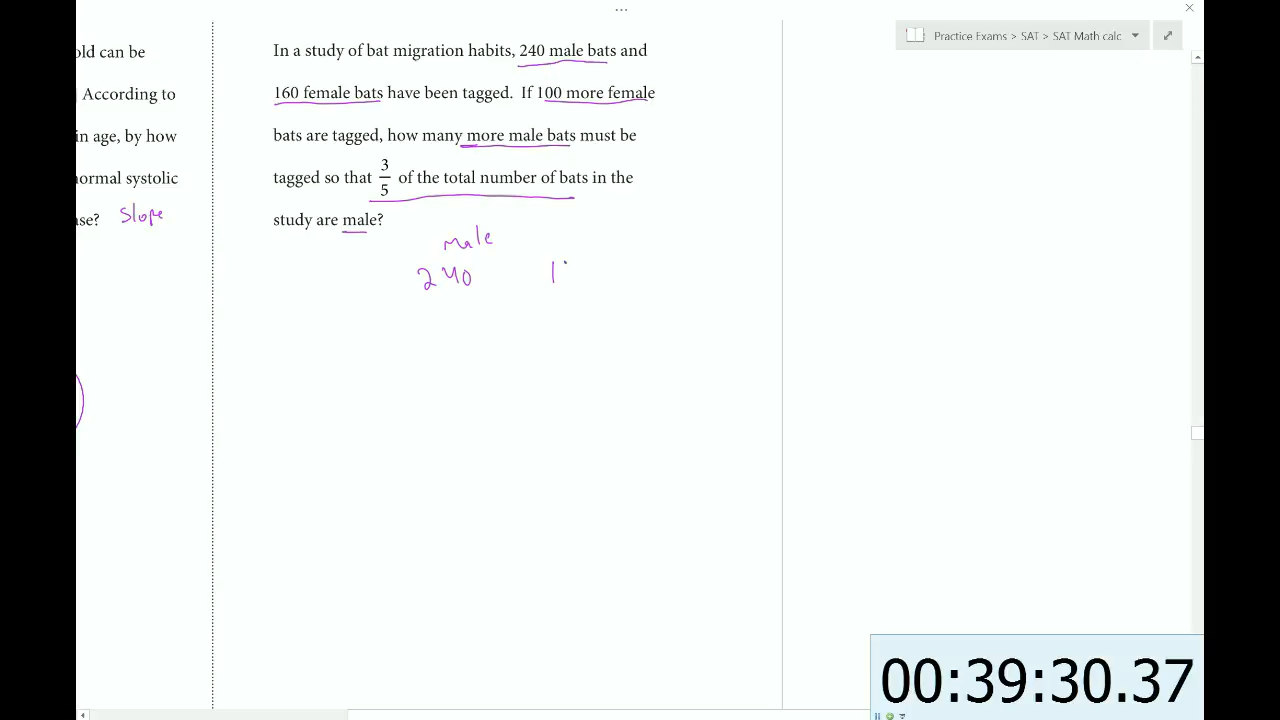 ...
Practice Exams > SAT > SAT Math calc
old can be
According to
in age, by how
normal systolic
ase? Slope
In a study of bat migration habits, 240 male bats and
160 female bats have been tagged. If 100 more female
bats are tagged, how many more male bats must be
tagged so that 3/5 of the total number of bats in the
study are male?
male
240 1
00:39:30.37